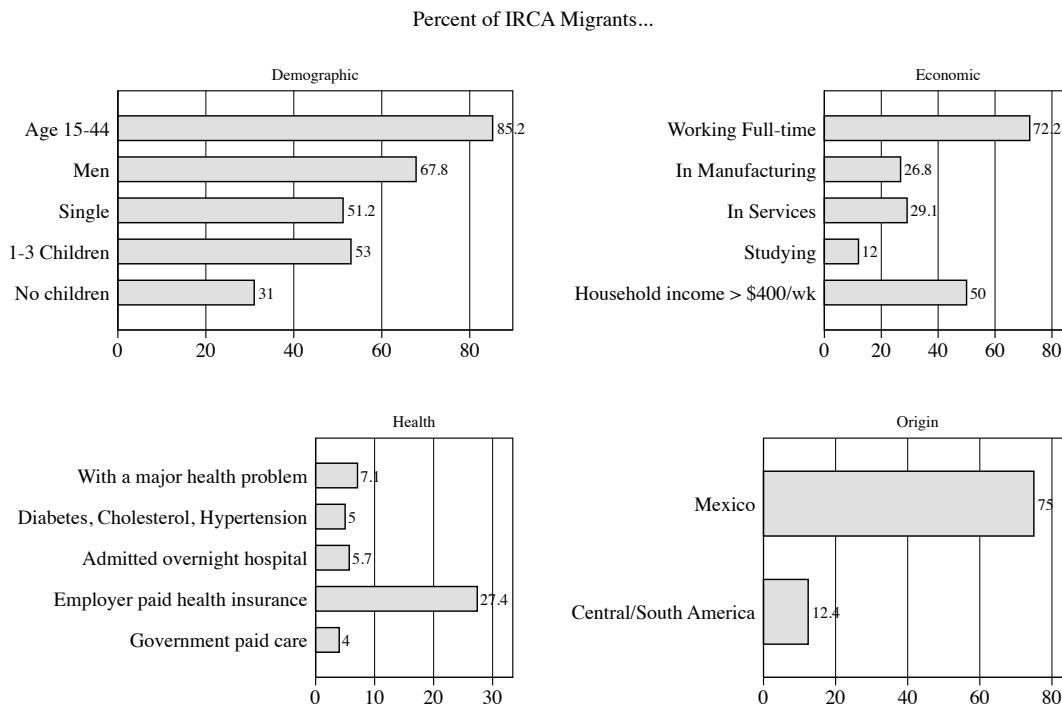 Percent of IRCA Migrants...
Demographic
Age 15-44
85.2
Men
67.8
Single
51.2
1-3 Children
53
No children
31
0 20 40 60 80
Economic
Working Full-time
72.2
In Manufacturing
26.8
In Services
29.1
Studying
12
Household income > $400/wk
50
0 20 40 60 80
Health
With a major health problem
7.1
Diabetes, Cholesterol, Hypertension
5
Admitted overnight hospital
5.7
Employer paid health insurance
27.4
Government paid care
4
0 10 20 30
Origin
Mexico
75
Central/South America
12.4
0 20 40 60 80